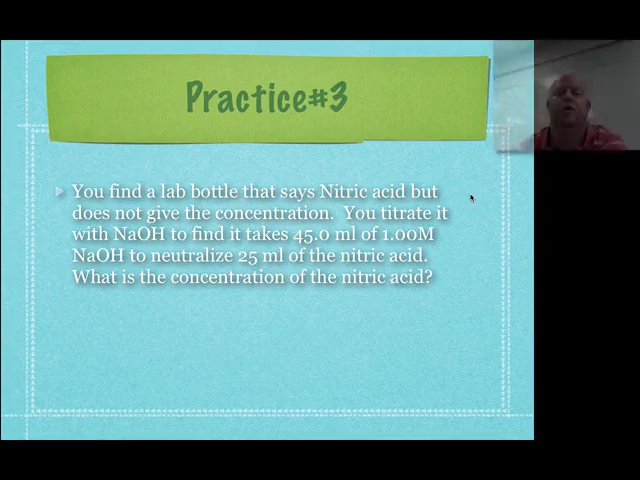 Practice#3
You find a lab bottle that says Nitric acid but
does not give the concentration. You titrate it
with NaOH to find it takes 45.0 ml of 1.00M
NaOH to neutralize 25 ml of the nitric acid.
What is the concentration of the nitric acid?